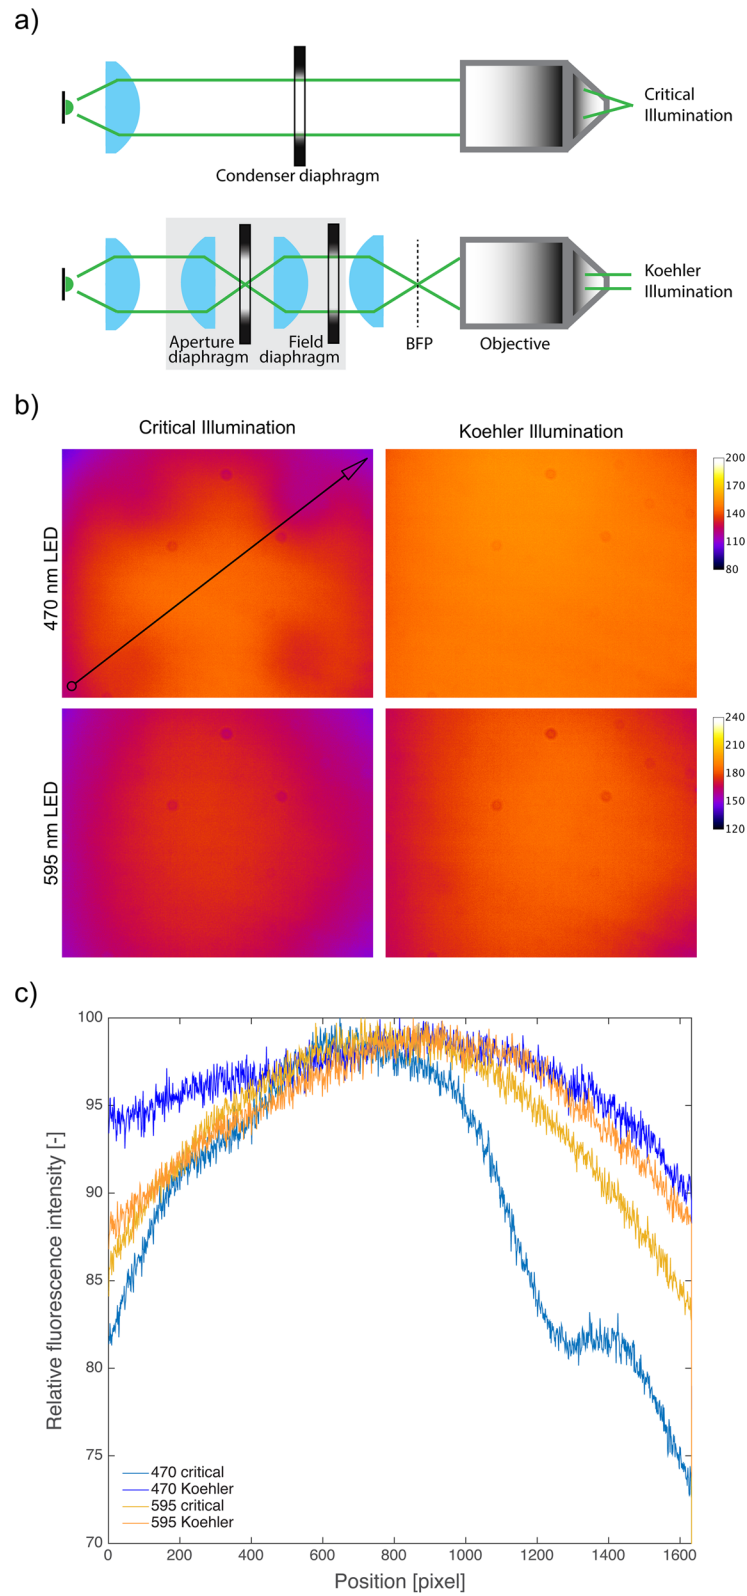 a)
Critical
Illumination
Condenser diaphragm
Koehler
Illumination
Aperture
diaphragm
Field
diaphragm
BFP
Objective
b)
Critical Illumination
Koehler Illumination
470 nm LED
200
170
140
110
80
595 nm LED
240
210
180
150
120
c)
Relative fluorescence intensity [-]
100
95
90
85
80
75
70
470 critical
470 Koehler
595 critical
595 Koehler
0
200
400
600
800
1000
1200
1400
1600
Position [pixel]